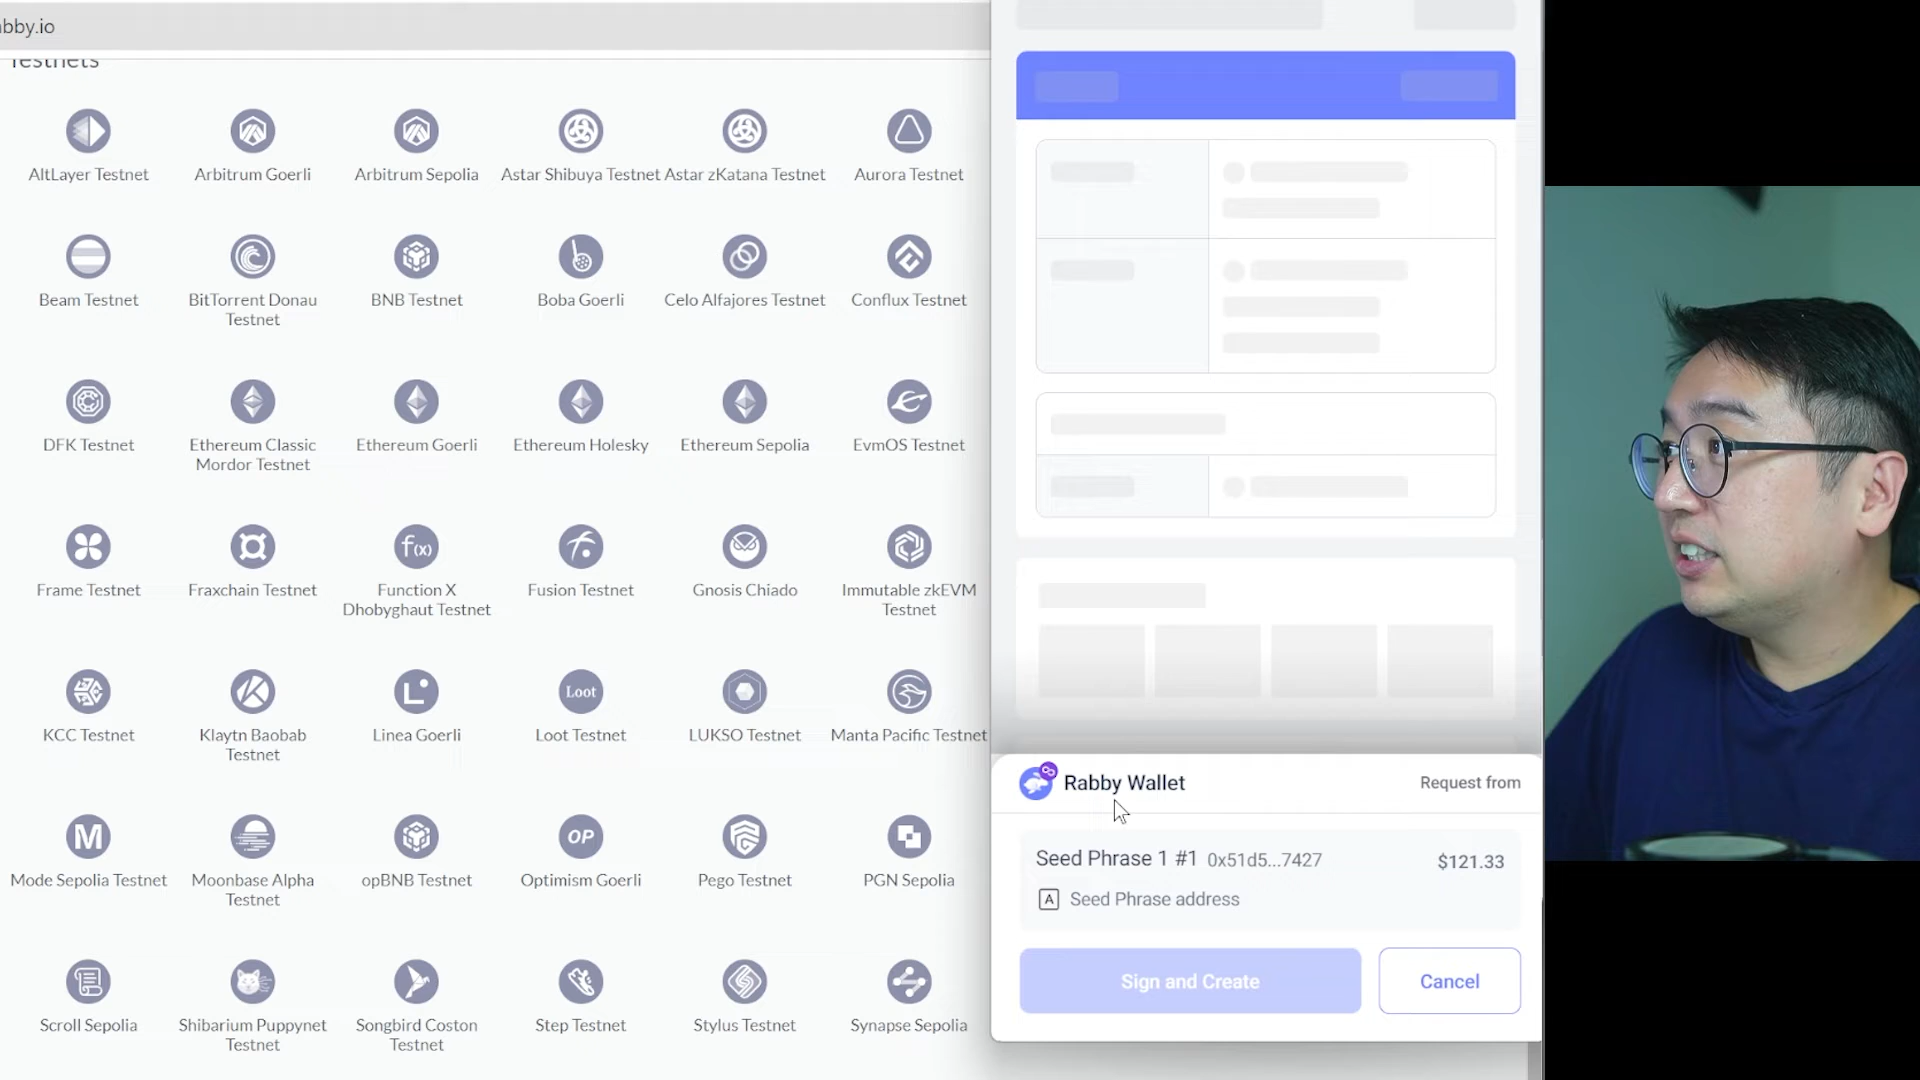 bby.io
Testnets
AltLayer Testnet
Arbitrum Goerli
Arbitrum Sepolia
Astar Shibuya Testnet
Astar zKatana Testnet
Aurora Testnet
Beam Testnet
BitTorrent Donau
Testnet
BNB Testnet
Boba Goerli
Celo Alfajores Testnet
Conflux Testnet
DFK Testnet
Ethereum Classic
Mordor Testnet
Ethereum Goerli
Ethereum Holesky
Ethereum Sepolia
EvmOS Testnet
f(x)
Frame Testnet
Fraxchain Testnet
Function X
Dhobyghaut Testnet
Fusion Testnet
Gnosis Chiado
Immutable zkEVM
Testnet
L
Loot
KCC Testnet
Klaytn Baobab
Testnet
Linea Goerli
Loot Testnet
LUKSO Testnet
Manta Pacific Testnet
M
OP
Mode Sepolia Testnet
Moonbase Alpha
Testnet
opBNB Testnet
Optimism Goerli
Pego Testnet
PGN Sepolia
Scroll Sepolia
Shibarium Puppynet
Testnet
Songbird Coston
Testnet
Step Testnet
Stylus Testnet
Synapse Sepolia
Rabby Wallet
Request from
Seed Phrase 1 #1 0x51d5...7427 $121.33
A Seed Phrase address
Sign and Create
Cancel